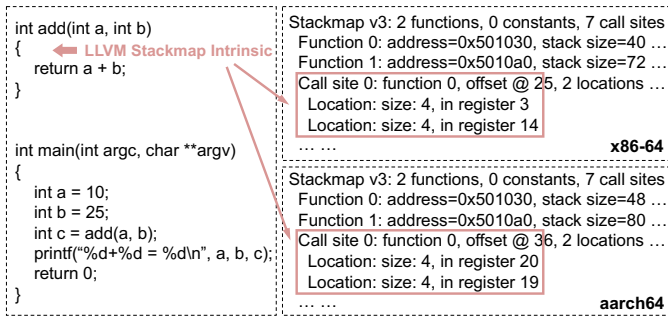 int add(int a, int b)
{
LLVM Stackmap Intrinsic
return a + b;
}
int main(int argc, char **argv)
{
int a = 10;
int b = 25;
int c = add(a, b);
printf(“%d+%d = %d\n”, a, b, c);
return 0;
}
Stackmap v3: 2 functions, 0 constants, 7 call sites
Function 0: address=0x501030, stack size=40 ...
Function 1: address=0x5010a0, stack size=72 ...
Call site 0: function 0, offset @ 25, 2 locations ...
Location: size: 4, in register 3
Location: size: 4, in register 14
... ...
x86-64
Stackmap v3: 2 functions, 0 constants, 7 call sites
Function 0: address=0x501030, stack size=48 ...
Function 1: address=0x5010a0, stack size=80 ...
Call site 0: function 0, offset @ 36, 2 locations ...
Location: size: 4, in register 20
Location: size: 4, in register 19
... ...
aarch64